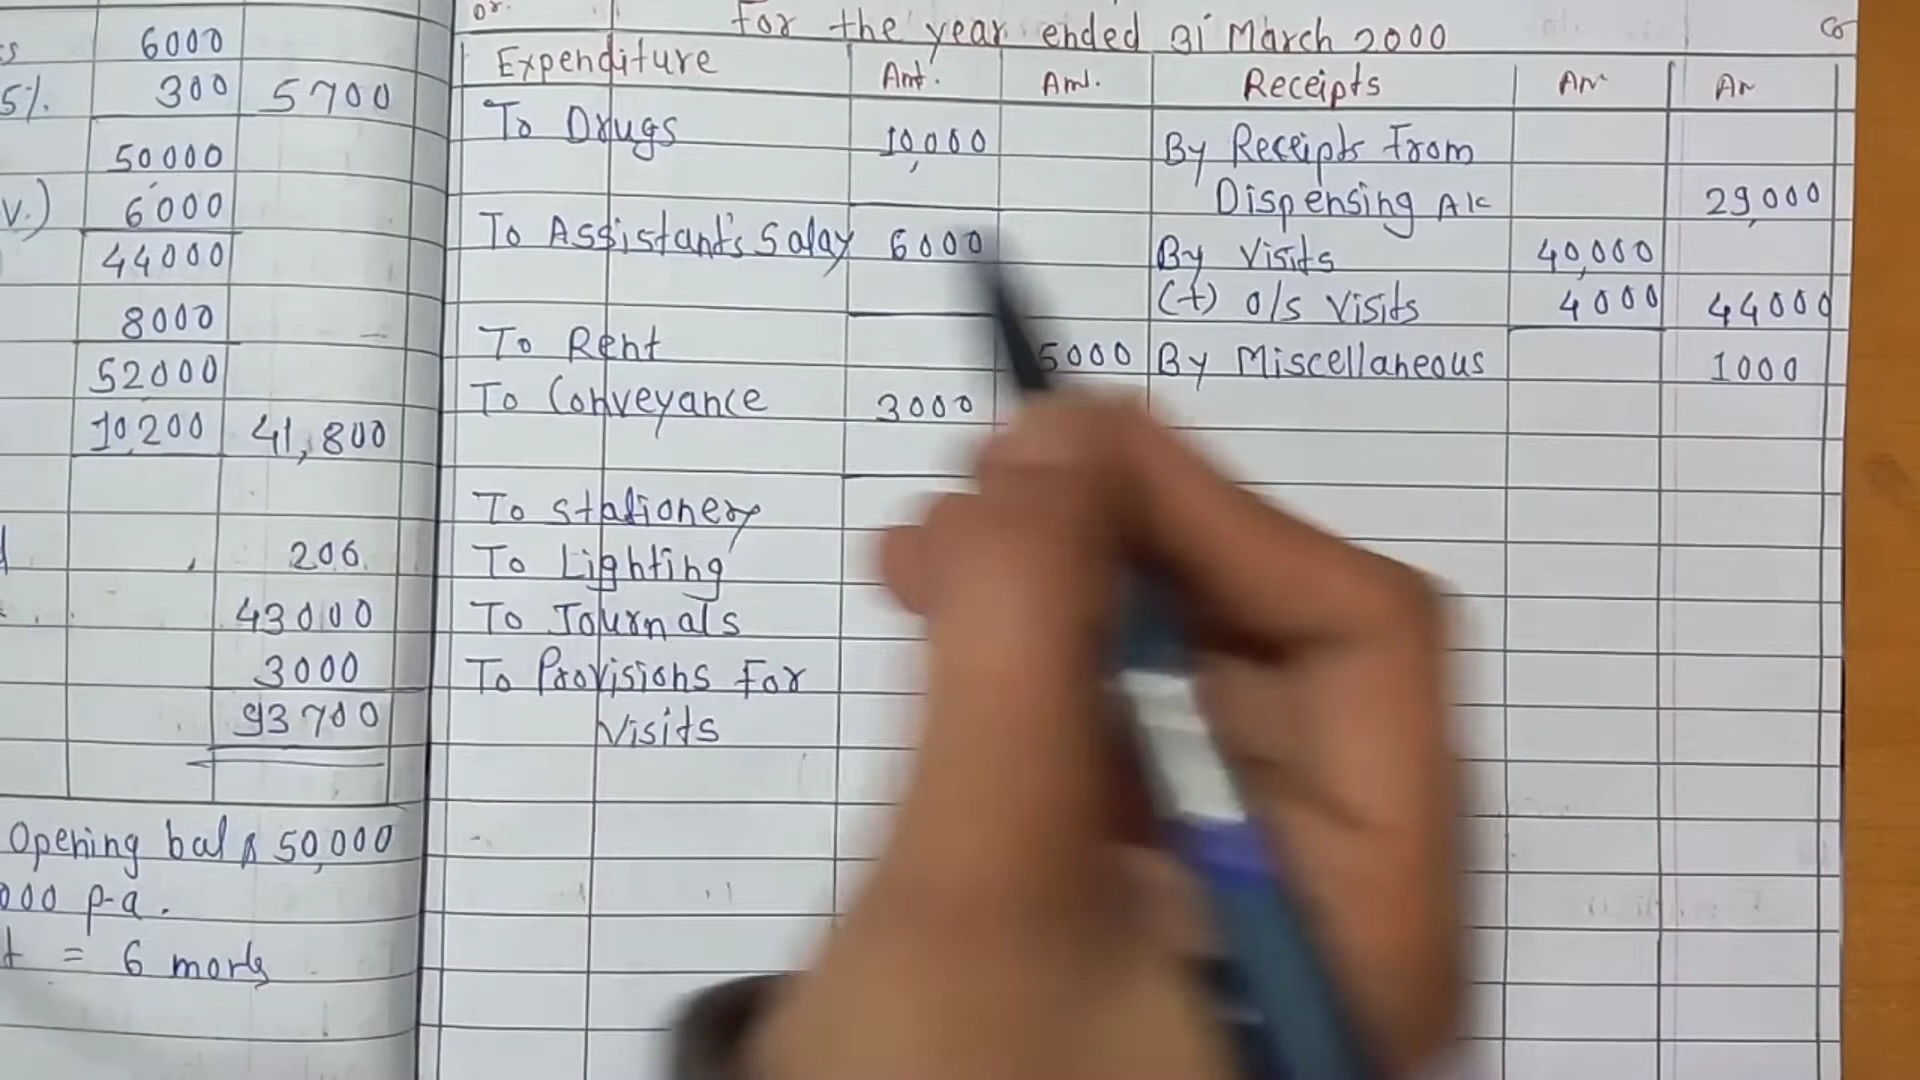 6000
5%. 300 5700
50000
v.) 6000
44000
8000
52000
10,200 41,800
206
43000
3000
93700
Opening bal 50,000
000 p-a.
= 6 
For the year ended 31 March 2000
Expenditure Amt. Amt. Receipts Am Am
To Drugs 10,000 By Receipts From
Dispensing A/c 29,000
To Assistant's Salay 6000 By Visits 40,000
(+) o/s Visits 4000 44000
To Rent 5000 By Miscellaneous 1000
To Conveyance 3000
To Stationery
To Lighting
To Journals
To Provisions For
Visits